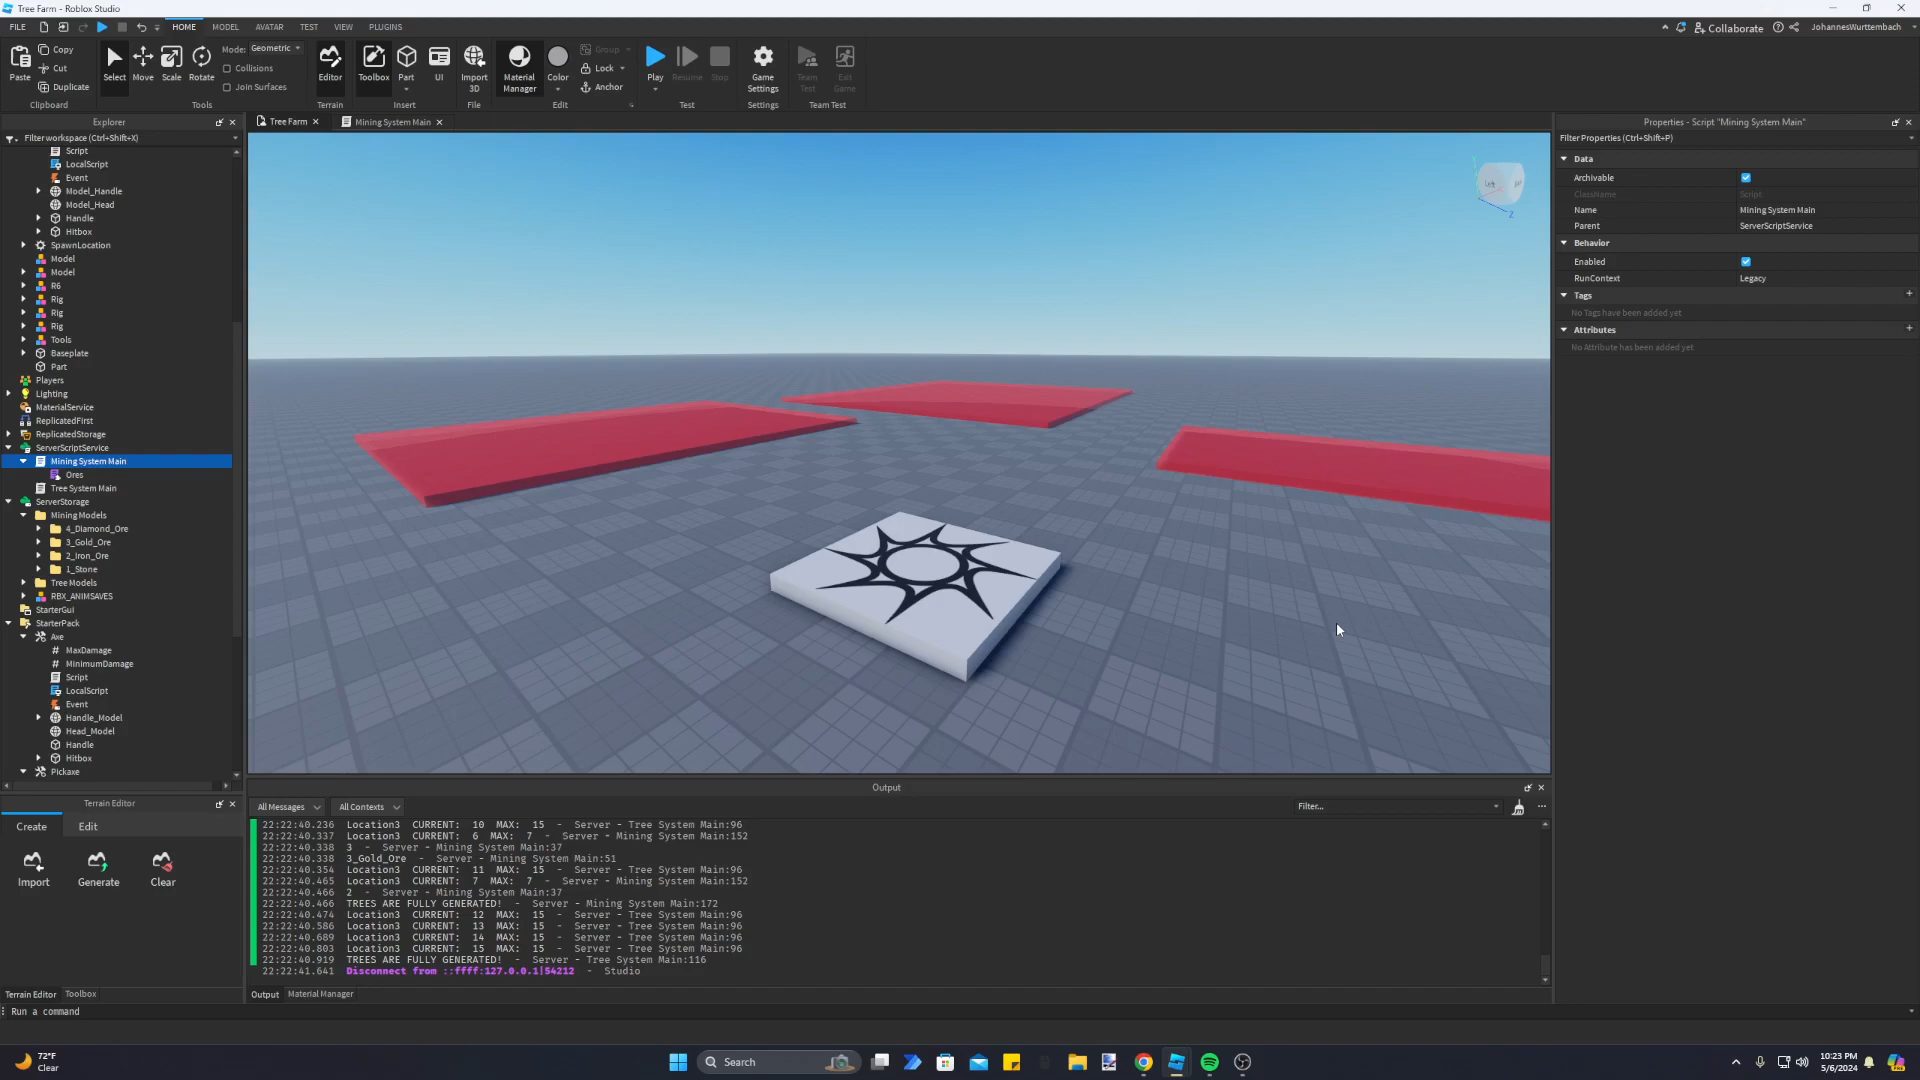 Tree Farm - Roblox Studio
FILE
HOME
MODEL
AVATAR
TEST
VIEW
PLUGINS
Collaborate
JohannesWurttembach
Paste
Copy
Cut
Duplicate
Clipboard
Select
Move
Scale
Rotate
Mode: Geometric
Collisions
Join Surfaces
Tools
Editor
Terrain
Toolbox
Part
UI
Insert
Import 3D
File
Material Manager
Color
Group
Lock
Anchor
Edit
Play
Resume
Stop
Test
Game Settings
Settings
Team Test
Exit Game
Team Test
Explorer
Filter workspace (Ctrl+Shift+X)
Script
LocalScript
Event
Model_Handle
Model_Head
Handle
Hitbox
SpawnLocation
Model
Model
R6
Rig
Rig
Rig
Tools
Baseplate
Part
Players
Lighting
MaterialService
ReplicatedFirst
ReplicatedStorage
ServerScriptService
Mining System Main
Ores
Tree System Main
ServerStorage
Mining Models
4_Diamond_Ore
3_Gold_Ore
2_Iron_Ore
1_Stone
Tree Models
RBX_ANIMSAVES
StarterGui
StarterPack
Axe
MaxDamage
MinimumDamage
Script
LocalScript
Event
Handle_Model
Head_Model
Handle
Hitbox
Pickaxe
Terrain Editor
Create
Edit
Import
Generate
Clear
Terrain Editor
Toolbox
Tree Farm
Mining System Main
Left
Z
Properties - Script "Mining System Main"
Filter Properties (Ctrl+Shift+P)
Data
Archivable
ClassName Script
Name Mining System Main
Parent ServerScriptService
Behavior
Enabled
RunContext Legacy
Tags
No Tags have been added yet
Attributes
No Attribute has been added yet
Output
All Messages
All Contexts
Filter...
22:22:40.236 Location3 CURRENT: 10 MAX: 15 - Server - Tree System Main:96
22:22:40.337 Location3 CURRENT: 6 MAX: 7 - Server - Mining System Main:152
22:22:40.338 3 - Server - Mining System Main:37
22:22:40.338 3_Gold_Ore - Server - Mining System Main:51
22:22:40.354 Location3 CURRENT: 11 MAX: 15 - Server - Tree System Main:96
22:22:40.465 Location3 CURRENT: 7 MAX: 7 - Server - Mining System Main:152
22:22:40.466 2 - Server - Mining System Main:37
22:22:40.466 TREES ARE FULLY GENERATED! - Server - Mining System Main:172
22:22:40.474 Location3 CURRENT: 12 MAX: 15 - Server - Tree System Main:96
22:22:40.586 Location3 CURRENT: 13 MAX: 15 - Server - Tree System Main:96
22:22:40.689 Location3 CURRENT: 14 MAX: 15 - Server - Tree System Main:96
22:22:40.803 Location3 CURRENT: 15 MAX: 15 - Server - Tree System Main:96
22:22:40.919 TREES ARE FULLY GENERATED! - Server - Tree System Main:116
22:22:41.641 Disconnect from ::ffff:127.0.0.1|54212 - Studio
Output
Material Manager
Run a command
72°F
Clear
Search
10:23 PM
5/6/2024